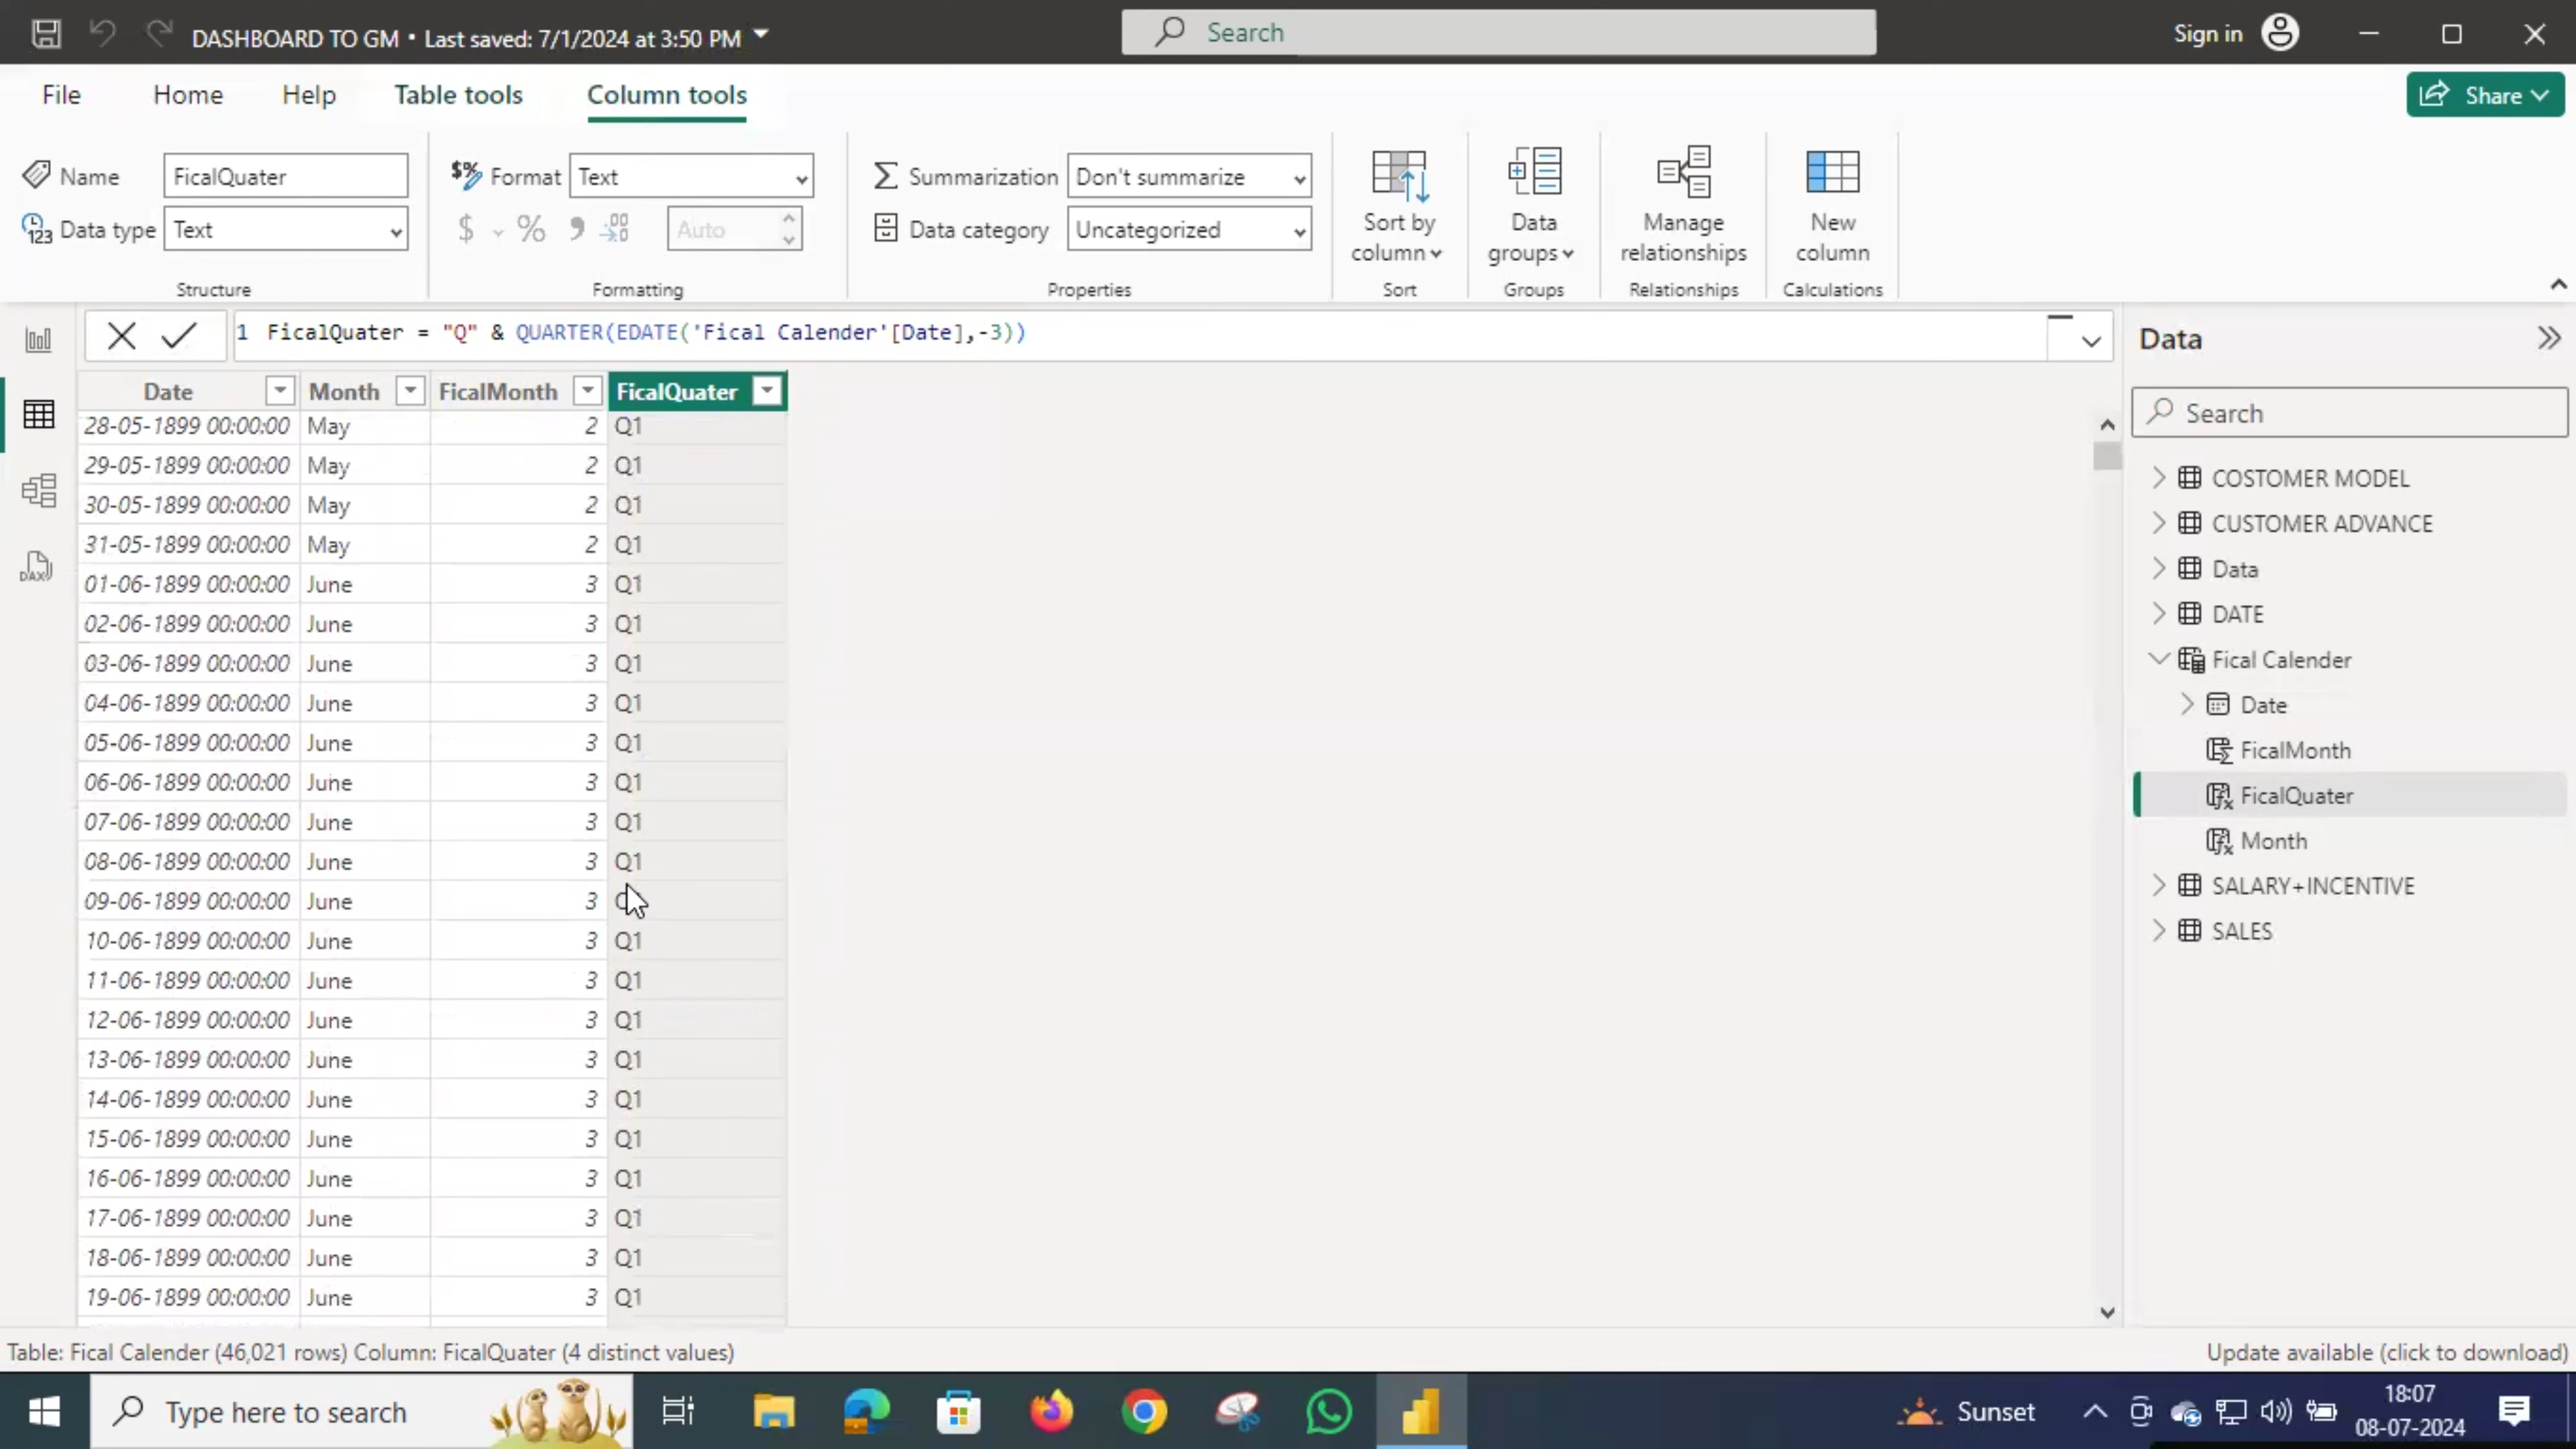 DASHBOARD TO GM • Last saved: 7/1/2024 at 3:50 PM
Search
Sign in
File
Home
Help
Table tools
Column tools
Share
Name
FicalQuater
Format
Text
Summarization
Don't summarize
Sort by column
Data groups
Manage relationships
New column
Data type
Text
$
%
Auto
Data category
Uncategorized
Structure
Formatting
Properties
Sort
Groups
Relationships
Calculations
1 FicalQuater = "Q" & QUARTER(EDATE('Fical Calender'[Date],-3))
Date Month FicalMonth FicalQuater
28-05-1899 00:00:00 May 2 Q1
29-05-1899 00:00:00 May 2 Q1
30-05-1899 00:00:00 May 2 Q1
31-05-1899 00:00:00 May 2 Q1
01-06-1899 00:00:00 June 3 Q1
02-06-1899 00:00:00 June 3 Q1
03-06-1899 00:00:00 June 3 Q1
04-06-1899 00:00:00 June 3 Q1
05-06-1899 00:00:00 June 3 Q1
06-06-1899 00:00:00 June 3 Q1
07-06-1899 00:00:00 June 3 Q1
08-06-1899 00:00:00 June 3 Q1
09-06-1899 00:00:00 June 3
10-06-1899 00:00:00 June 3 Q1
11-06-1899 00:00:00 June 3 Q1
12-06-1899 00:00:00 June 3 Q1
13-06-1899 00:00:00 June 3 Q1
14-06-1899 00:00:00 June 3 Q1
15-06-1899 00:00:00 June 3 Q1
16-06-1899 00:00:00 June 3 Q1
17-06-1899 00:00:00 June 3 Q1
18-06-1899 00:00:00 June 3 Q1
19-06-1899 00:00:00 June 3 Q1
Data
Search
COSTOMER MODEL
CUSTOMER ADVANCE
Data
DATE
Fical Calender
Date
FicalMonth
FicalQuater
Month
SALARY+INCENTIVE
SALES
DAX
Table: Fical Calender (46,021 rows) Column: FicalQuater (4 distinct values)
Update available (click to download)
Type here to search
Sunset
18:07
08-07-2024